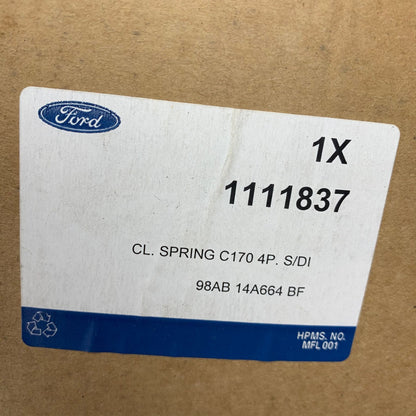 Ford
1X
1111837
CL. SPRING C170 4P. S/DI
98AB 14A664 BF
HPMS. NO.
MFL 001